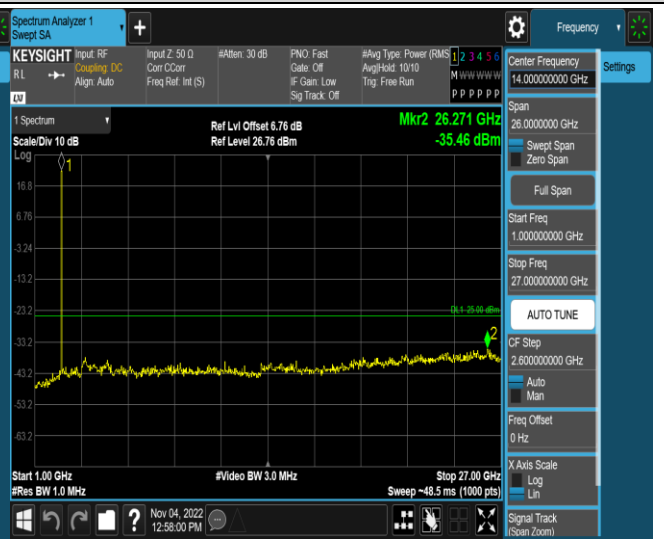 Spectrum Analyzer 1
Swept SA
+
Frequency
Settings
KEYSIGHT
RL
LXI
Input: RF
Coupling: DC
Align: Auto
Input Z: 50 Ω
Corr CCorr
Freq Ref: Int (S)
#Atten: 30 dB
PNO: Fast
Gate: Off
IF Gain: Low
Sig Track: Off
#Avg Type: Power (RMS
Avg|Hold: 10/10
Trig: Free Run
1 2 3 4 5 6
M W W W W W
P P P P P P
1 Spectrum
Scale/Div 10 dB
Log
Ref Lvl Offset 6.76 dB
Ref Level 26.76 dBm
Mkr2 26.271 GHz
-35.46 dBm
1
16.8
6.76
-3.24
-13.2
-23.2
DL1 -25.00 dBm
-33.2
2
-43.2
-53.2
-63.2
Start 1.00 GHz
#Res BW 1.0 MHz
#Video BW 3.0 MHz
Stop 27.00 GHz
Sweep ~48.5 ms (1000 pts)
Nov 04, 2022
12:58:00 PM
?
Center Frequency
14.000000000 GHz
Span
26.0000000 GHz
Swept Span
Zero Span
Full Span
Start Freq
1.000000000 GHz
Stop Freq
27.000000000 GHz
AUTO TUNE
CF Step
2.600000000 GHz
Auto
Man
Freq Offset
0 Hz
X Axis Scale
Log
Lin
Signal Track
(Span Zoom)